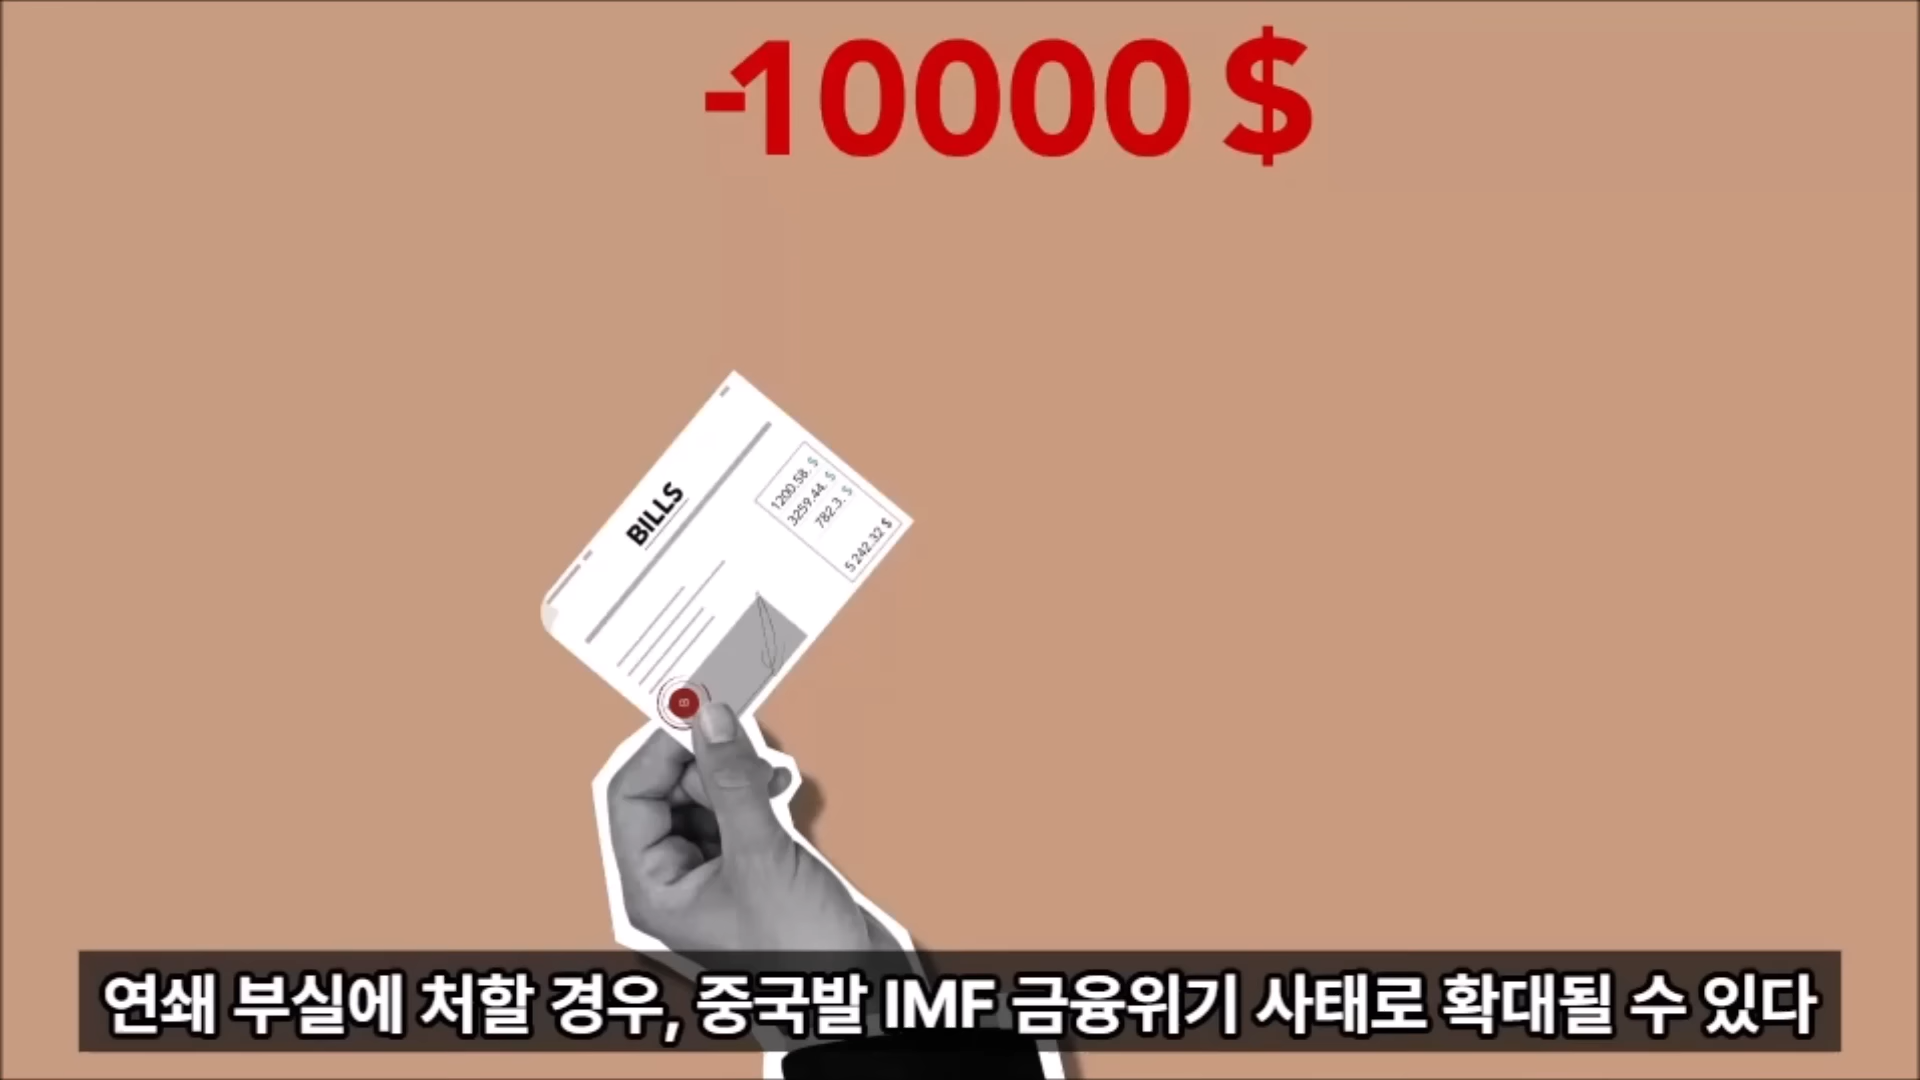 -10000 $
BILLS
1200.58. $
3259.44. $
782.3. $
5 242.32 $
연쇄 부실에 처할 경우, 중국발 IMF 금융위기 사태로 확대될 수 있다